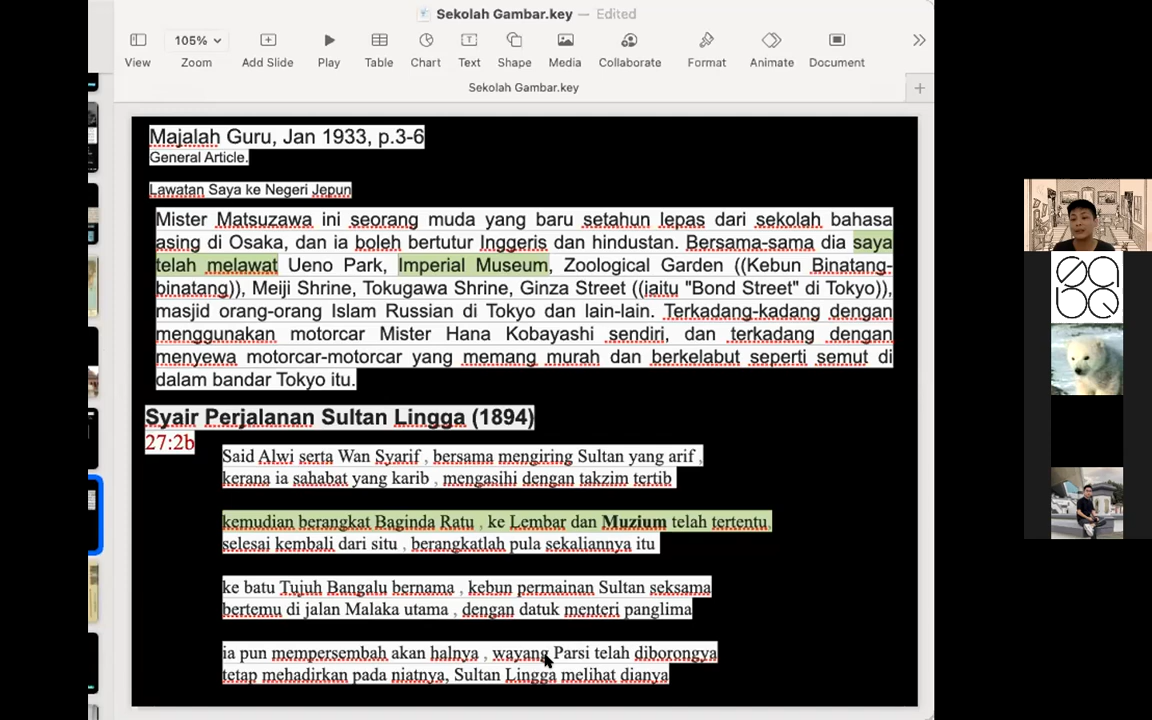 Sekolah Gambar.key — Edited
105%
View Zoom Add Slide Play Table Chart Text Shape Media Collaborate Format Animate Document
Sekolah Gambar.key
Majalah Guru, Jan 1933, p.3-6
General Article.
Lawatan Saya ke Negeri Jepun
Mister Matsuzawa ini seorang muda yang baru setahun lepas dari sekolah bahasa
asing di Osaka, dan ia boleh bertutur Inggeris dan hindustan. Bersama-sama dia saya
telah melawat Ueno Park, Imperial Museum, Zoological Garden ((Kebun Binatang-
binatang)), Meiji Shrine, Tokugawa Shrine, Ginza Street ((iaitu "Bond Street" di Tokyo)),
masjid orang-orang Islam Russian di Tokyo dan lain-lain. Terkadang-kadang dengan
menggunakan motorcar Mister Hana Kobayashi sendiri, dan terkadang dengan
menyewa motorcar-motorcar yang memang murah dan berkelabut seperti semut di
dalam bandar Tokyo itu.
Syair Perjalanan Sultan Lingga (1894)
27:2b
Said Alwi serta Wan Syarif , bersama mengiring Sultan yang arif ,
kerana ia sahabat yang karib , mengasihi dengan takzim tertib
kemudian berangkat Baginda Ratu , ke Lembar dan Muzium telah tertentu,
selesai kembali dari situ , berangkatlah pula sekaliannya itu
ke batu Tujuh Bangalu bernama , kebun permainan Sultan seksama
bertemu di jalan Malaka utama , dengan datuk menteri panglima
ia pun mempersembah akan halnya , wayang Parsi telah diborongya
tetap mehadirkan pada niatnya, Sultan Lingga melihat dianya